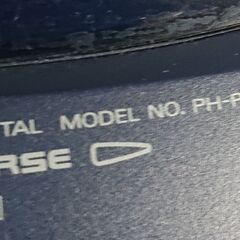 TAL MODEL NO. PH-P
RSE